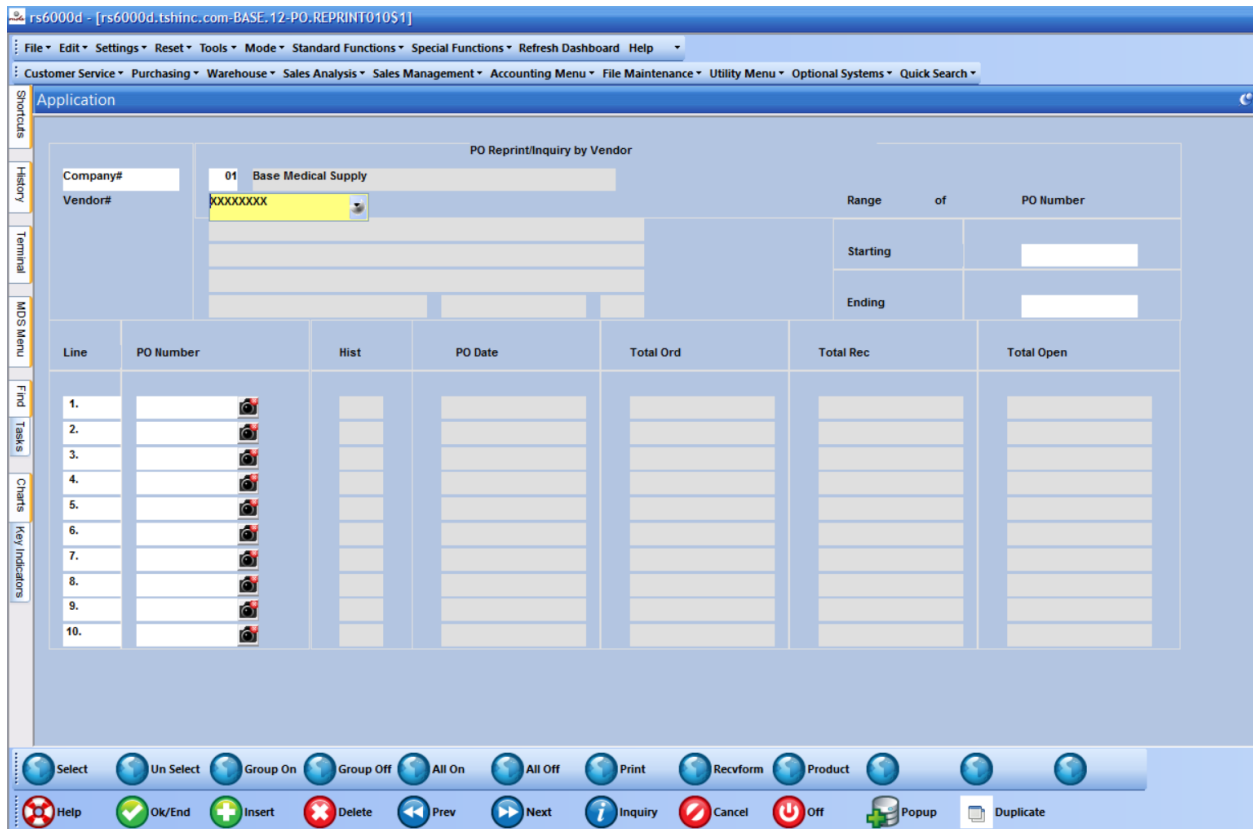 rs6000d - [rs6000d.tshinc.com-BASE.12-PO.REPRINT010$1]
File Edit Settings Reset Tools Mode Standard Functions Special Functions Refresh Dashboard Help
Customer Service Purchasing Warehouse Sales Analysis Sales Management Accounting Menu File Maintenance Utility Menu Optional Systems Quick Search
Application
Shortcuts
History
Terminal
MDS Menu
Find
Tasks
Charts
Key Indicators
PO Reprint/Inquiry by Vendor
Company# 01 Base Medical Supply
Vendor# XXXXXXXX Range of PO Number
Starting
Ending
Line PO Number Hist PO Date Total Ord Total Rec Total Open
1.
2.
3.
4.
5.
6.
7.
8.
9.
10.
Select Un Select Group On Group Off All On All Off Print Recvform Product
Help Ok/End Insert Delete Prev Next Inquiry Cancel Off Popup Duplicate